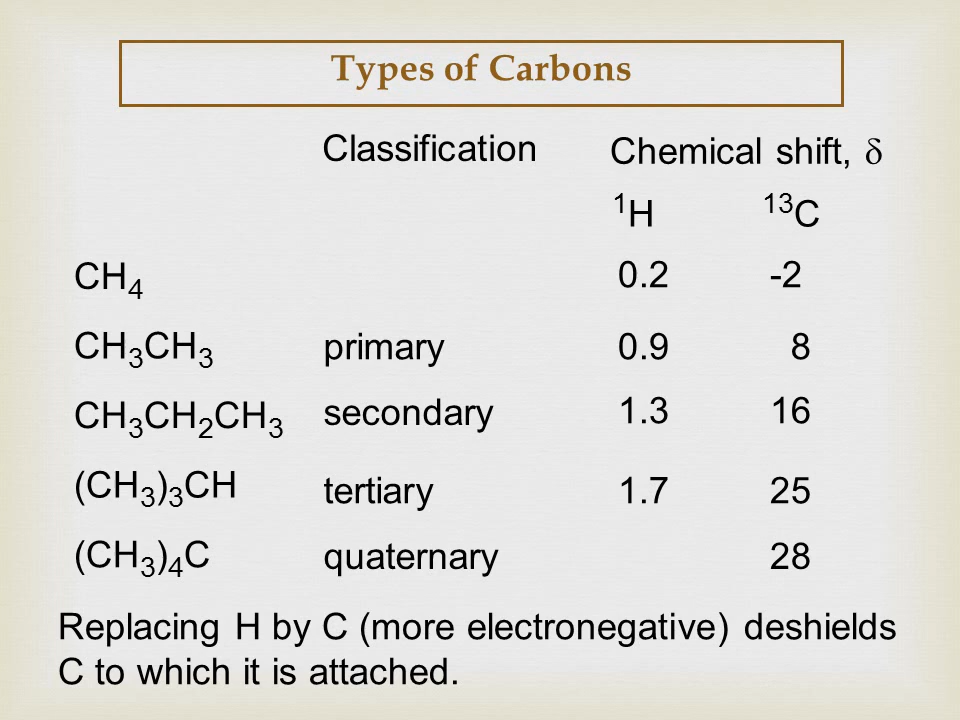 Types of Carbons
Classification Chemical shift, δ
¹H ¹³C
CH₄ 0.2 -2
CH₃CH₃ primary 0.9 8
CH₃CH₂CH₃ secondary 1.3 16
(CH₃)₃CH tertiary 1.7 25
(CH₃)₄C quaternary 28
Replacing H by C (more electronegative) deshields
C to which it is attached.